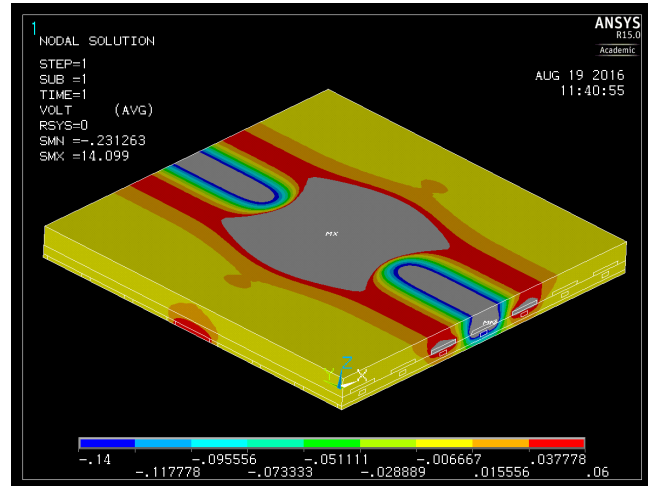 1
NODAL SOLUTION
STEP=1
SUB =1
TIME=1
VOLT (AVG)
RSYS=0
SMN =-.231263
SMX =14.099
ANSYS
R15.0
Academic
AUG 19 2016
11:40:55
MX
Z
Y X
-.14 -.095556 -.051111 -.006667 .037778
-.117778 -.073333 -.028889 .015556 .06